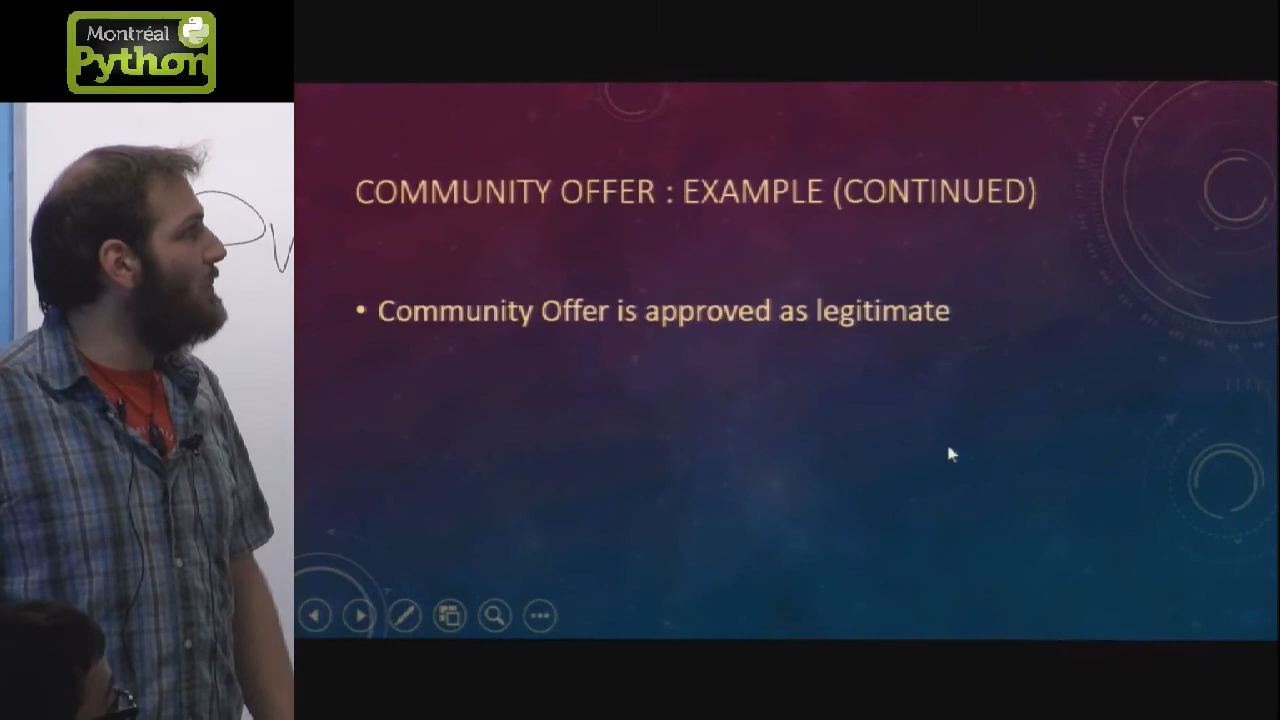 Montréal
Python
COMMUNITY OFFER : EXAMPLE (CONTINUED)
• Community Offer is approved as legitimate